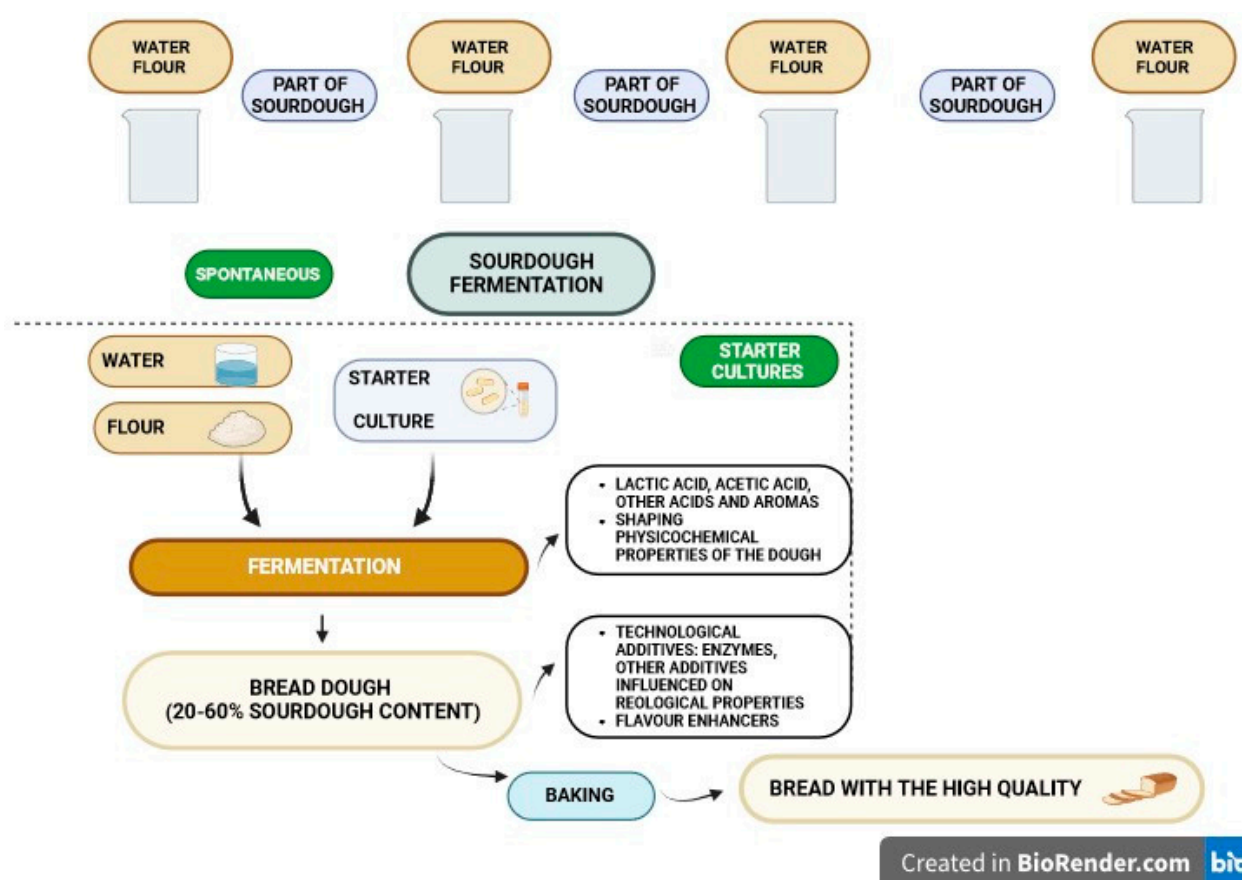 WATER
FLOUR
PART OF
SOURDOUGH
WATER
FLOUR
PART OF
SOURDOUGH
WATER
FLOUR
PART OF
SOURDOUGH
WATER
FLOUR
SPONTANEOUS
SOURDOUGH
FERMENTATION
WATER
FLOUR
STARTER
CULTURE
STARTER
CULTURES
FERMENTATION
• LACTIC ACID, ACETIC ACID,
OTHER ACIDS AND AROMAS
• SHAPING
PHYSICOCHEMICAL
PROPERTIES OF THE DOUGH
BREAD DOUGH
(20-60% SOURDOUGH CONTENT)
• TECHNOLOGICAL
ADDITIVES: ENZYMES,
OTHER ADDITIVES
INFLUENCED ON
REOLOGICAL PROPERTIES
• FLAVOUR ENHANCERS
BAKING
BREAD WITH THE HIGH QUALITY
Created in BioRender.com bio